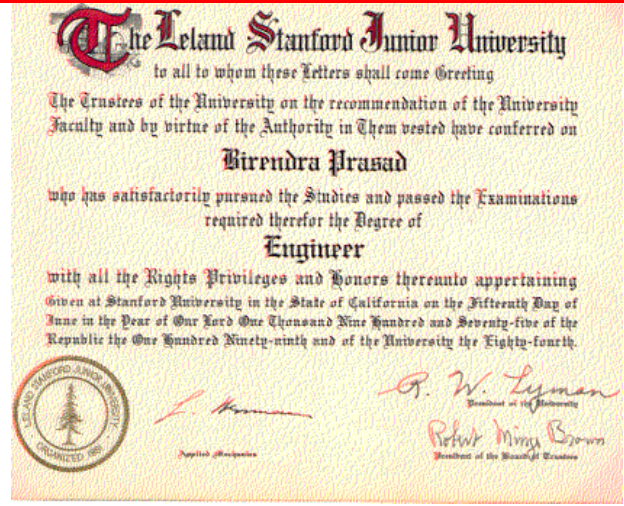 The Leland Stanford Junior University
to all to whom these Letters shall come Greeting
The Trustees of the University on the recommendation of the University
Faculty and by virtue of the Authority in Them vested have conferred on
Birendra Prasad
who has satisfactorily pursued the Studies and passed the Examinations
required therefor the Degree of
Engineer
with all the Rights Privileges and Honors thereunto appertaining
Given at Stanford University in the State of California on the Fifteenth Day of
June in the Year of Our Lord One Thousand Nine Hundred and Seventy-five of the
Republic the One Hundred Ninety-ninth and of the University the Eighty-fourth.
LELAND STANFORD JUNIOR UNIVERSITY
ORGANIZED 1891
R. W. Lyman
President of the University
Robert Minge Brown
President of the Board of Trustees
Applied Mechanics